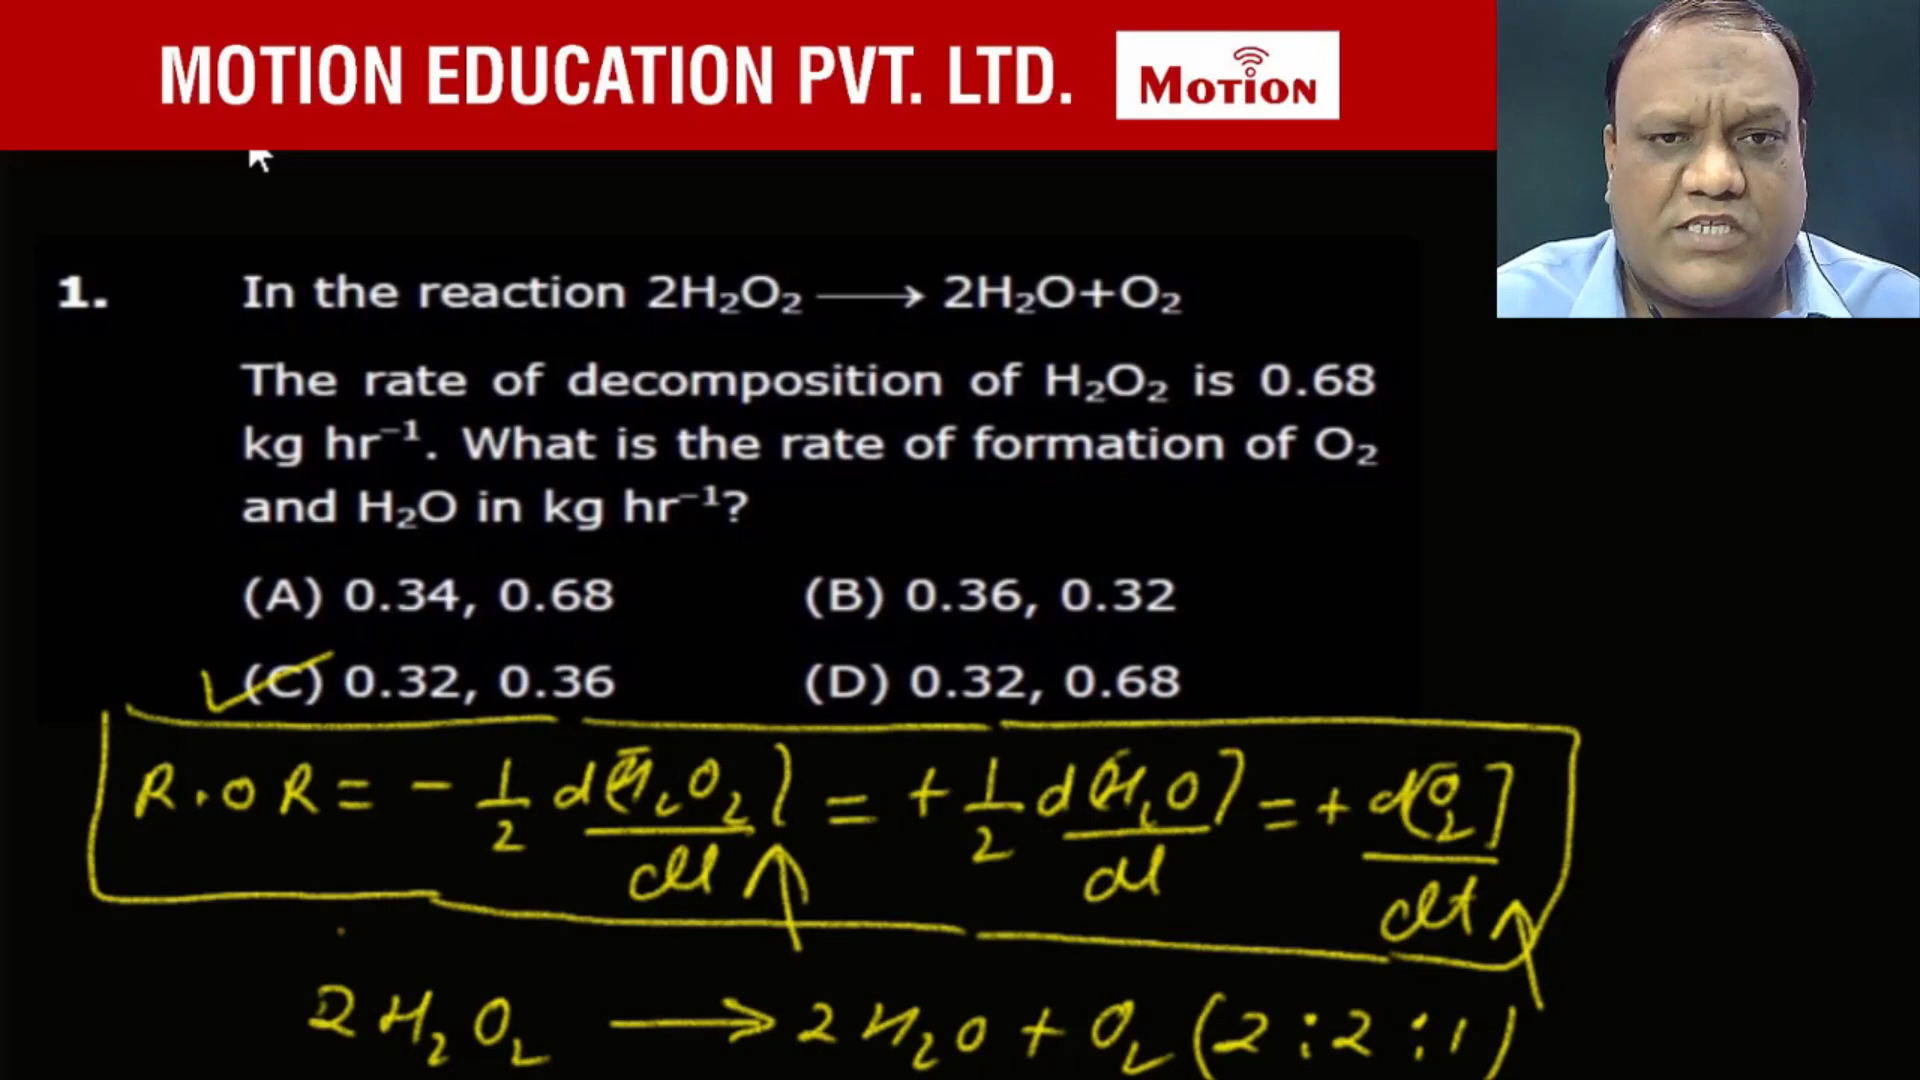 MOTION EDUCATION PVT. LTD. MOTiON
1. In the reaction 2H₂O₂ ⟶ 2H₂O+O₂
The rate of decomposition of H₂O₂ is 0.68
kg hr⁻¹. What is the rate of formation of O₂
and H₂O in kg hr⁻¹?
(A) 0.34, 0.68 (B) 0.36, 0.32
(C) 0.32, 0.36 (D) 0.32, 0.68
R.O R = - 1/2 d[H₂O₂]/dt = + 1/2 d[H₂O]/dt = + d[O₂]/dt
2H₂O₂ ⟶ 2H₂O + O₂ (2 : 2 : 1)